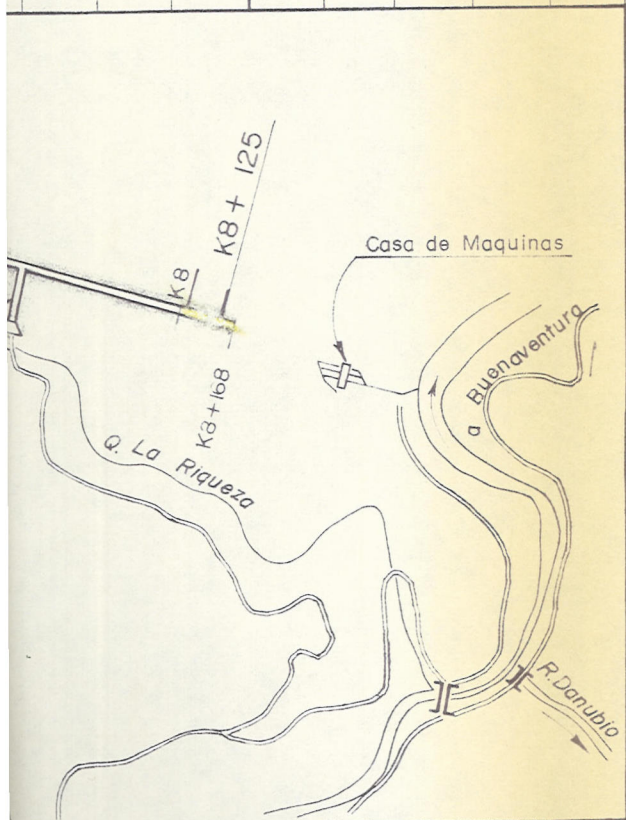 K8+ 125
Casa de Maquinas
K8
a Buenaventura
K8+168
Q. La Riqueza
R. Danubio